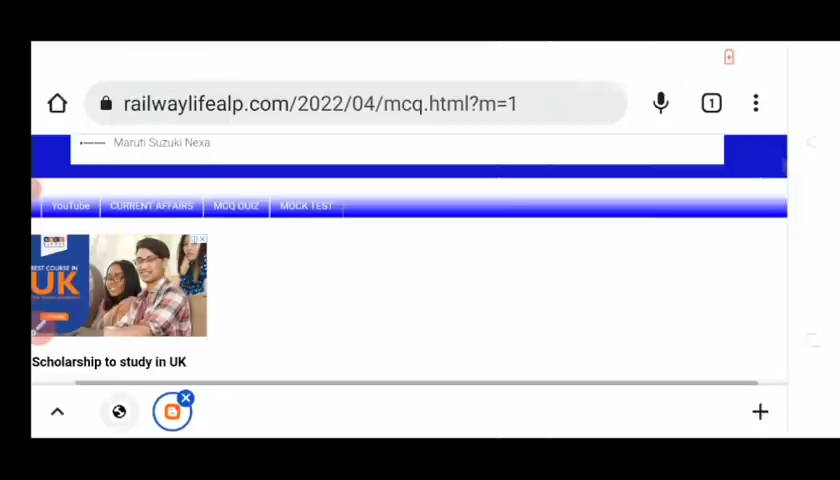 railwaylifealp.com/2022/04/mcq.html?m=1
1
Maruti Suzuki Nexa
YouTube CURRENT AFFAIRS MCQ QUIZ MOCK TEST
BEST COURSE IN
UK
Scholarship to study in UK